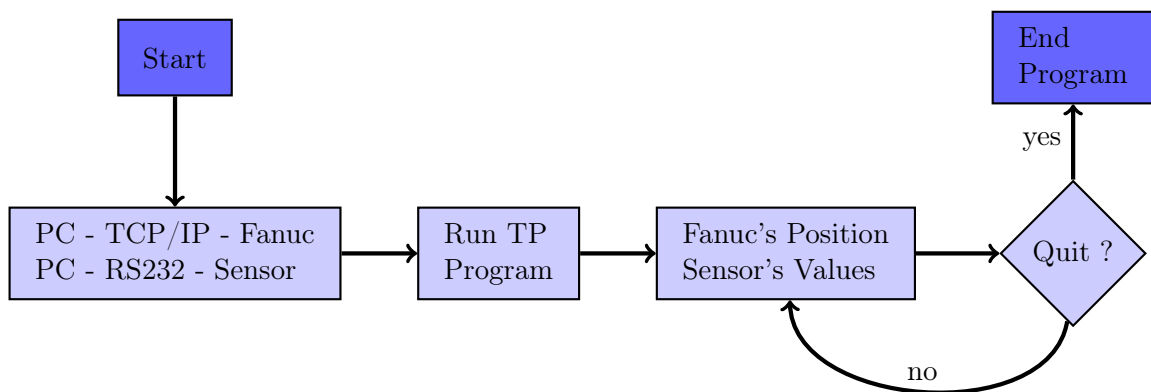 Start
PC - TCP/IP - Fanuc
PC - RS232 - Sensor
Run TP
Program
Fanuc's Position
Sensor's Values
Quit ?
yes
End
Program
no